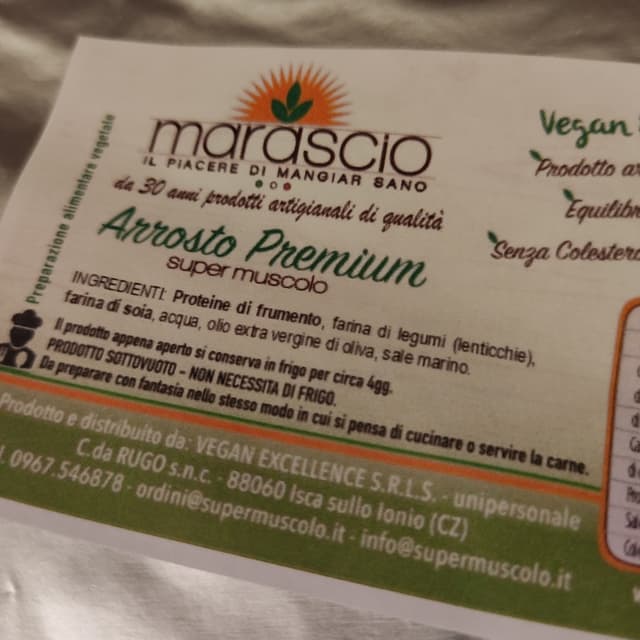 marascio
IL PIACERE DI MANGIAR SANO
da 30 anni prodotti artigianali di qualità
Arrosto Premium
super muscolo
Preparazione alimentare vegetale
INGREDIENTI: Proteine di frumento, farina di legumi (lenticchie),
farina di soia, acqua, olio extra vergine di oliva, sale marino.
Il prodotto appena aperto si conserva in frigo per circa 4gg.
PRODOTTO SOTTOVUOTO - NON NECESSITA DI FRIGO.
Da preparare con fantasia nello stesso modo in cui si pensa di cucinare o servire la carne.
Prodotto e distribuito da: VEGAN EXCELLENCE S.R.L.S. - unipersonale
C.da RUGO s.n.c. - 88060 Isca sullo Ionio (CZ)
0967.546878 - ordini@supermuscolo.it - info@supermuscolo.it
Vegan
Prodotto
Senza